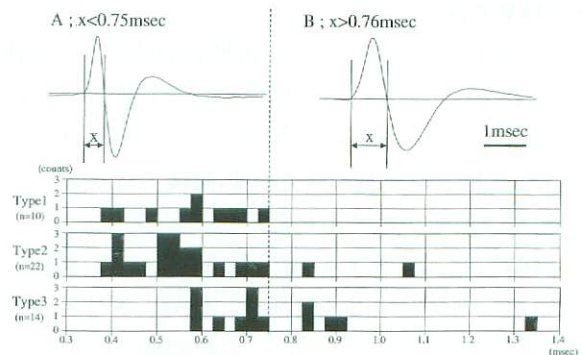 A ; x<0.75msec
B ; x>0.76msec
x
x
1msec
(counts)
3
2
1
0
Type1
(n=10)
3
2
1
0
Type2
(n=22)
3
2
1
0
Type3
(n=14)
0.3 0.4 0.5 0.6 0.7 0.8 0.9 1.0 1.1 1.2 1.3 1.4
(msec)